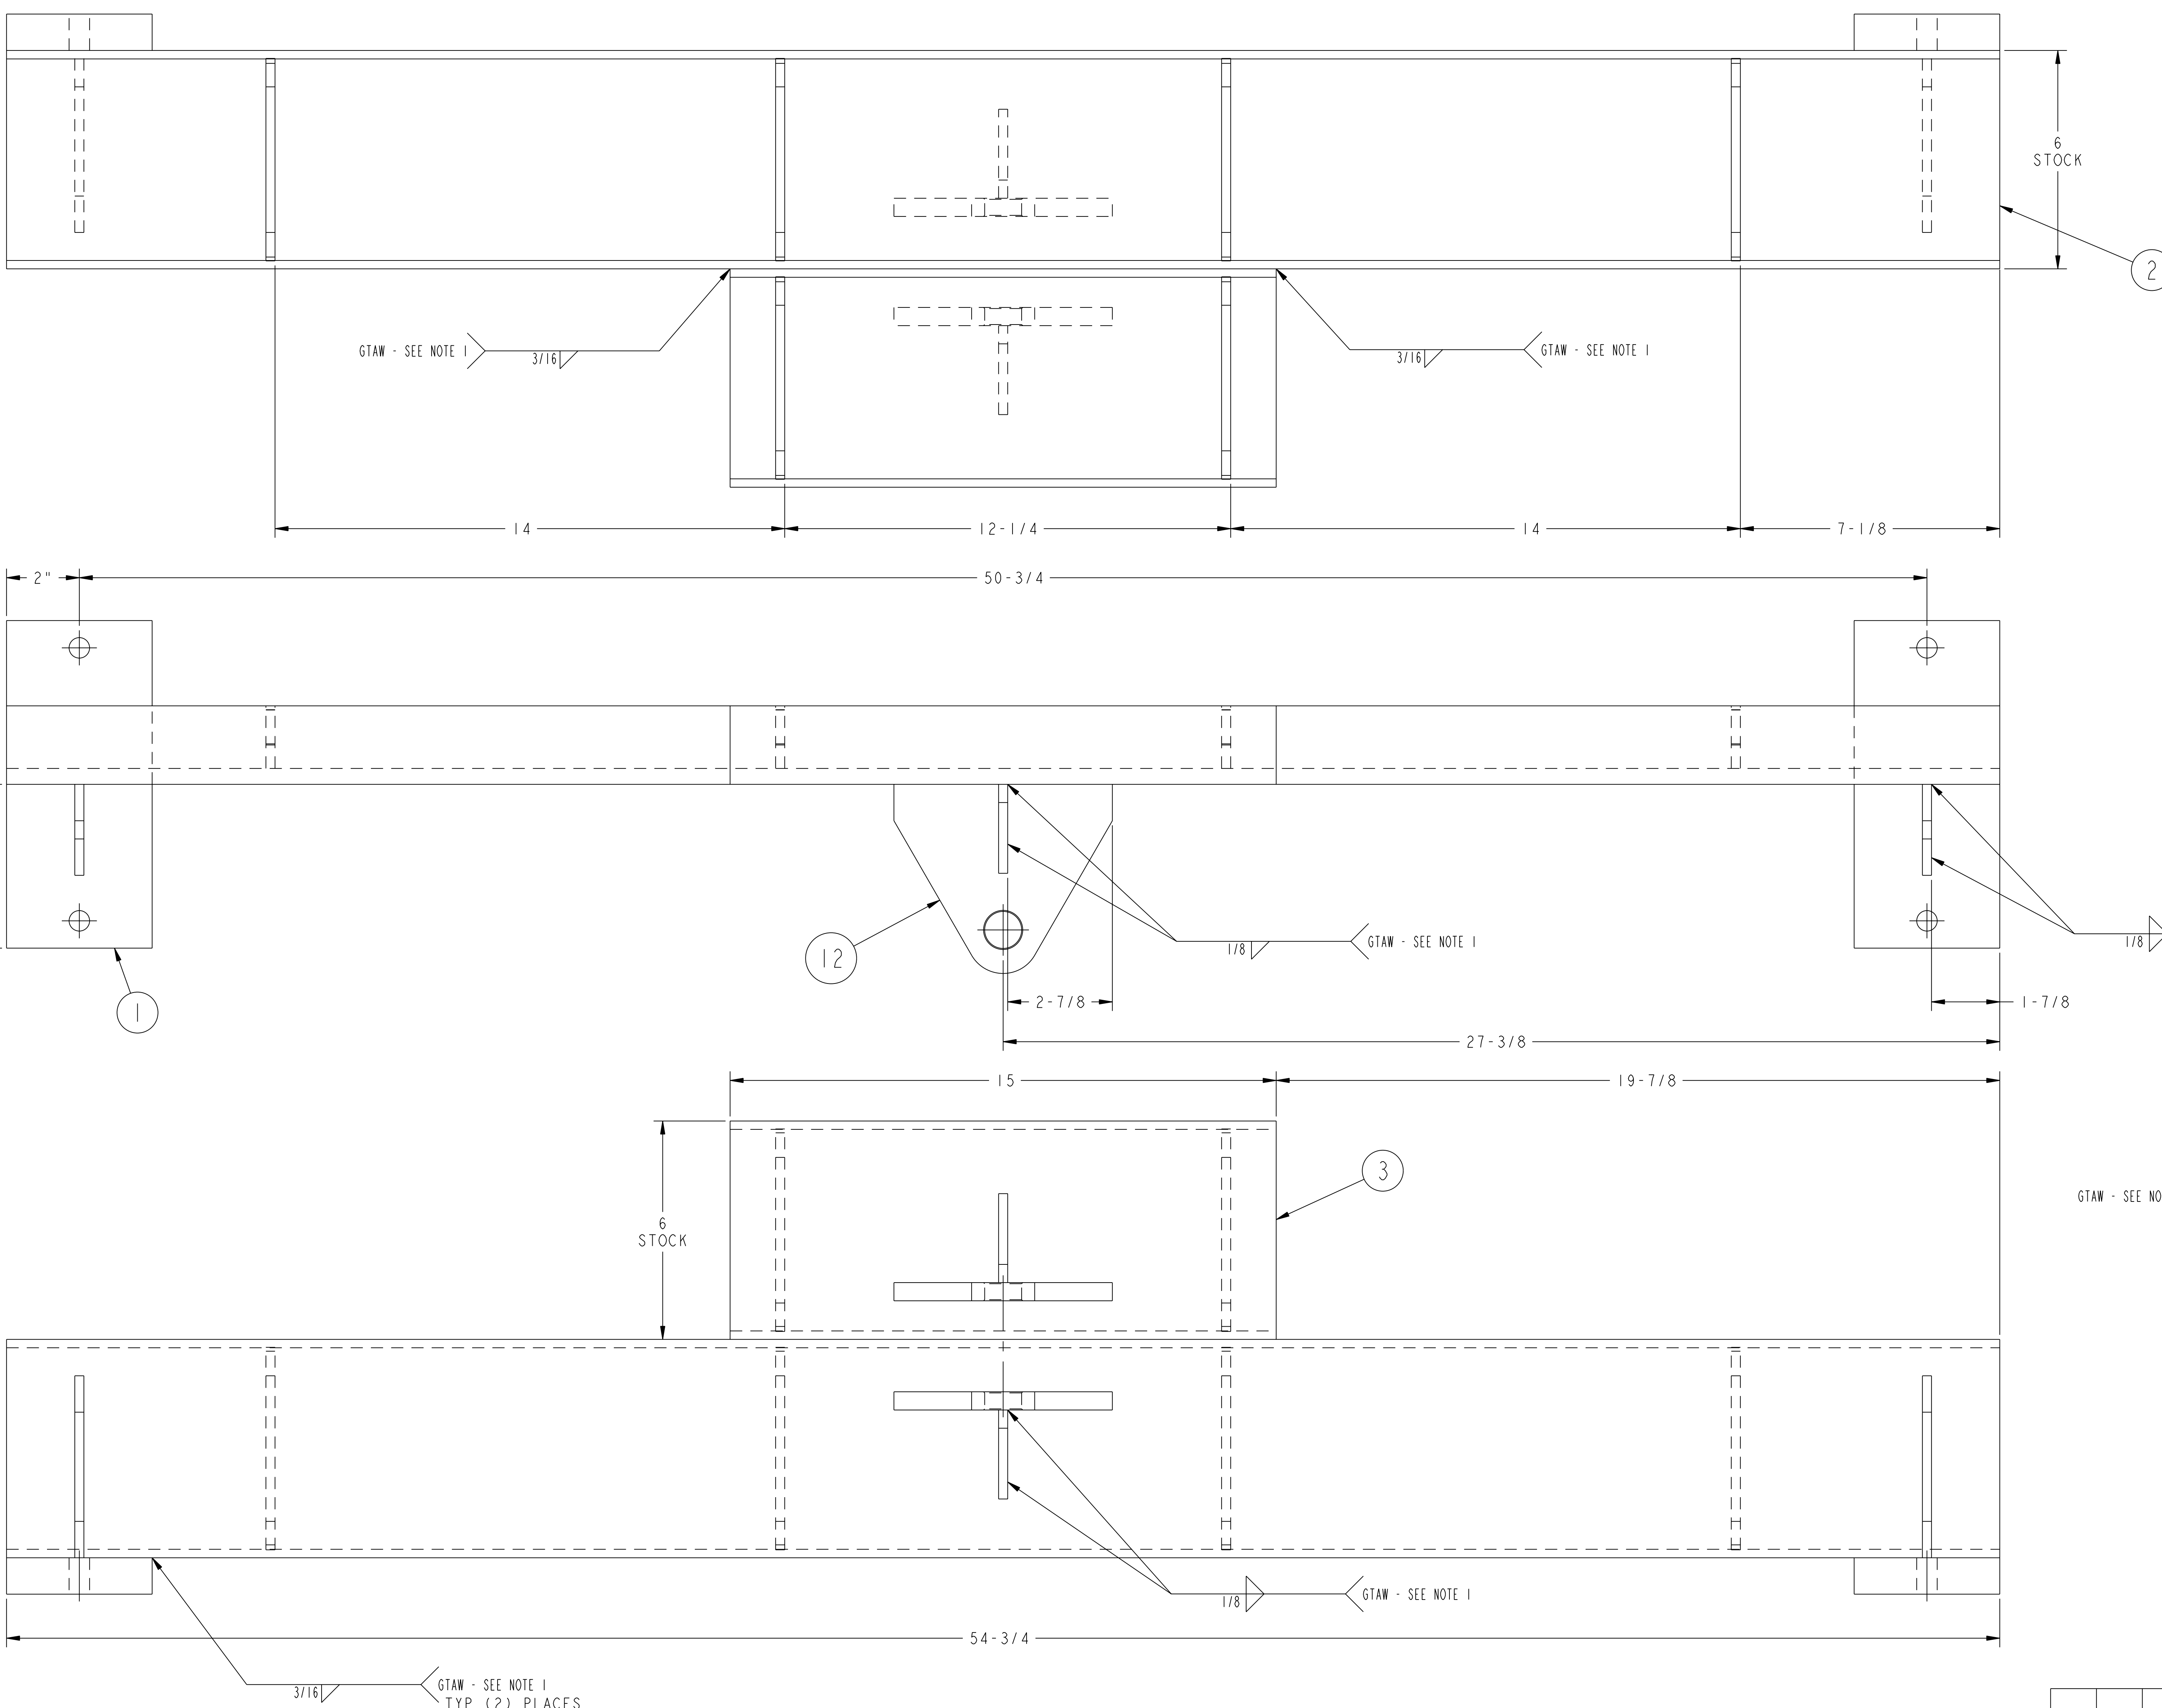 6
STOCK
2
GTAW - SEE NOTE 1
3/16
3/16
GTAW - SEE NOTE 1
14
12-1/4
14
7-1/8
2"
50-3/4
12
1/8
GTAW - SEE NOTE 1
1/8
1
2-7/8
1-7/8
27-3/8
15
19-7/8
3
GTAW - SEE NO
6
STOCK
1/8
GTAW - SEE NOTE 1
54-3/4
3/16
GTAW - SEE NOTE 1
TYP (2) PLACES